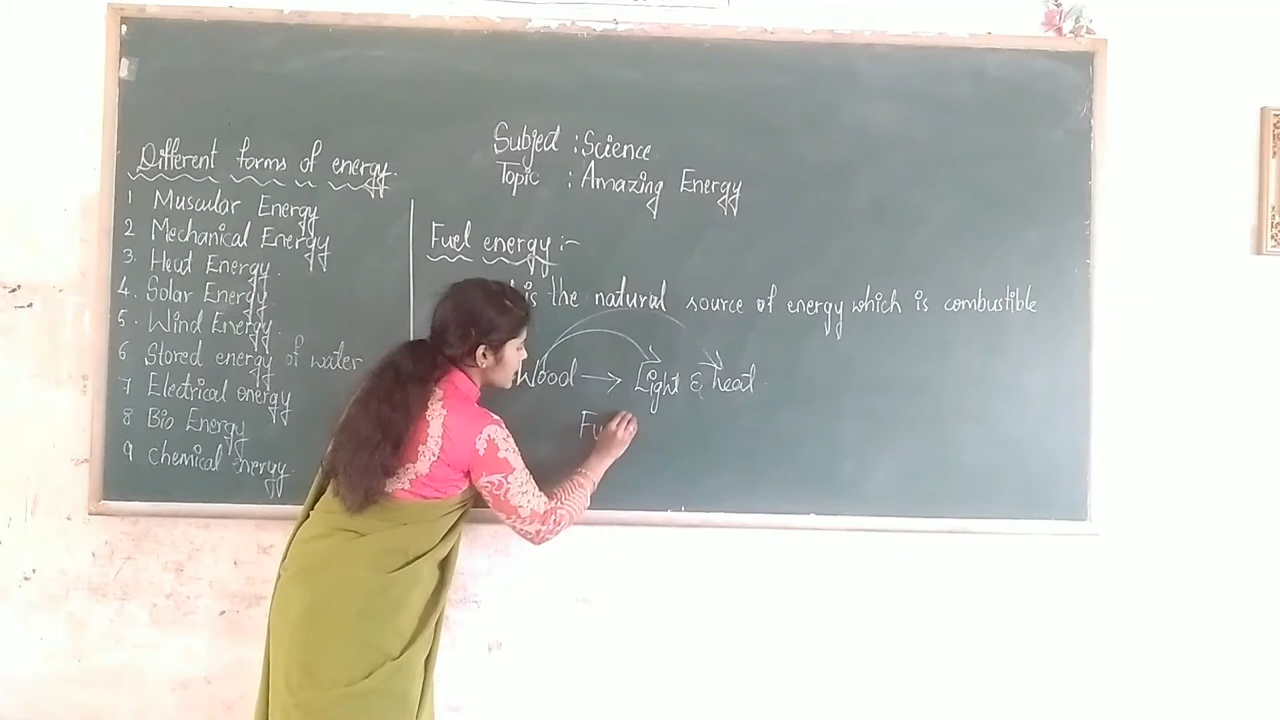 Different forms of energy.
1 Muscular Energy
2 Mechanical Energy
3. Heat Energy.
4. Solar Energy
5. Wind Energy.
6 Stored energy of water
7 Electrical energy
8 Bio Energy
9 chemical energy.
Subject : Science
Topic : Amazing Energy
Fuel energy :-
is the natural source of energy which is combustible
Wood → Light & heat.
Fu